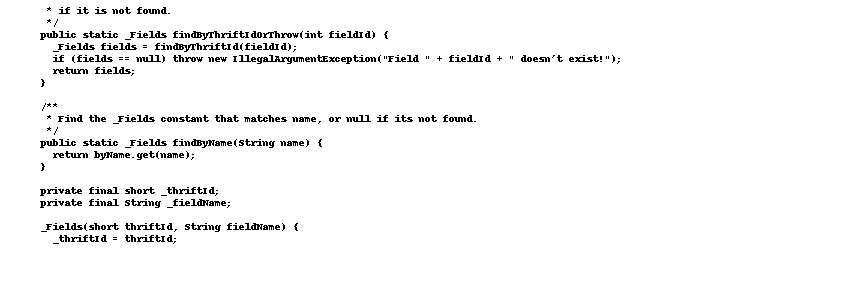 * if it is not found.
*/
public static _Fields findByThriftIdOrThrow(int fieldId) {
_Fields fields = findByThriftId(fieldId);
if (fields == null) throw new IllegalArgumentException("Field " + fieldId + " doesn't exist!");
return fields;
}
/**
* Find the _Fields constant that matches name, or null if its not found.
*/
public static _Fields findByName(String name) {
return byName.get(name);
}
private final short _thriftId;
private final String _fieldName;
_Fields(short thriftId, String fieldName) {
_thriftId = thriftId;